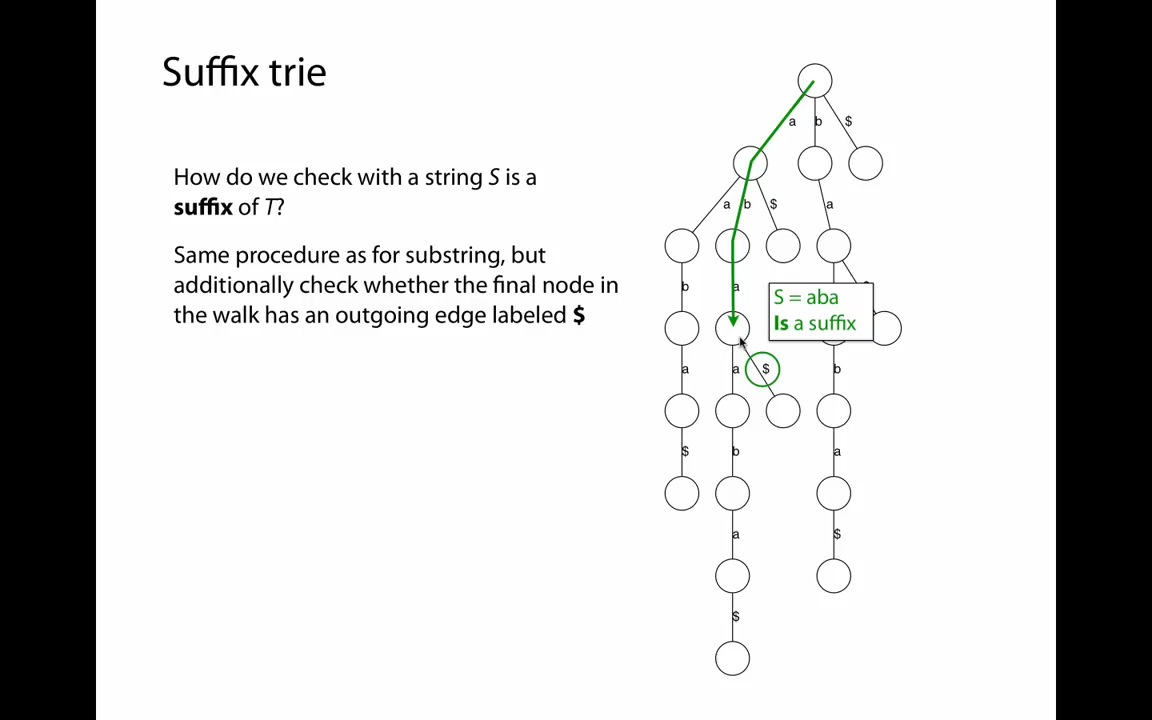 Suffix trie
How do we check with a string S is a
suffix of T?
Same procedure as for substring, but
additionally check whether the final node in
the walk has an outgoing edge labeled $
a b $
a b $ a
b a
S = aba
Is a suffix
a a $ b
$ b a
a $
$